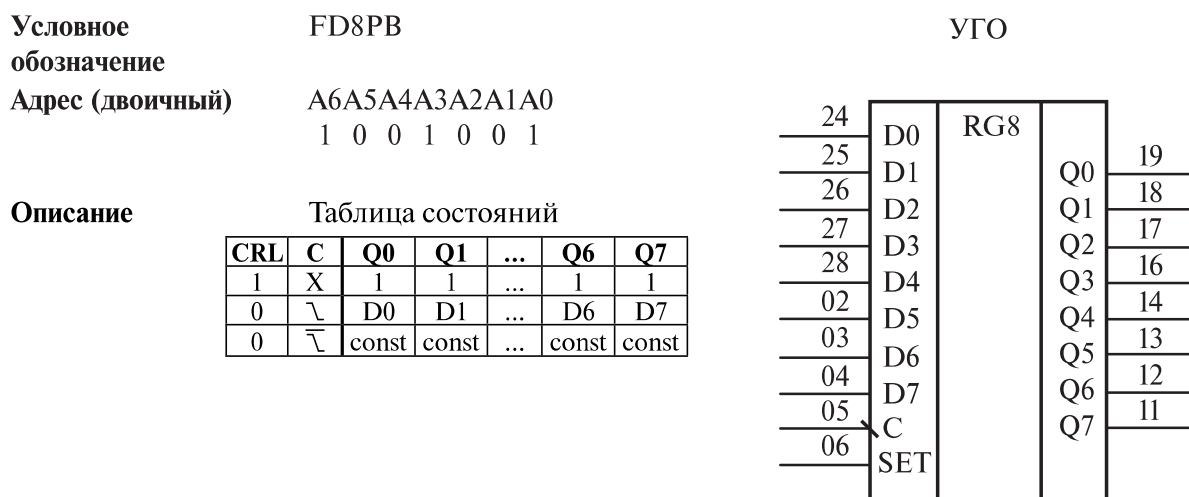 Условное обозначение FD8PB
Адрес (двоичный) A6A5A4A3A2A1A0
1 0 0 1 0 0 1
Описание
Таблица состояний
CRL C Q0 Q1 ... Q6 Q7
1 X 1 1 ... 1 1
0 D0 D1 ... D6 D7
0 const const ... const const
УГО
RG8
24 D0
25 D1
26 D2
27 D3
28 D4
02 D5
03 D6
04 D7
05 C
06 SET
Q0 19
Q1 18
Q2 17
Q3 16
Q4 14
Q5 13
Q6 12
Q7 11